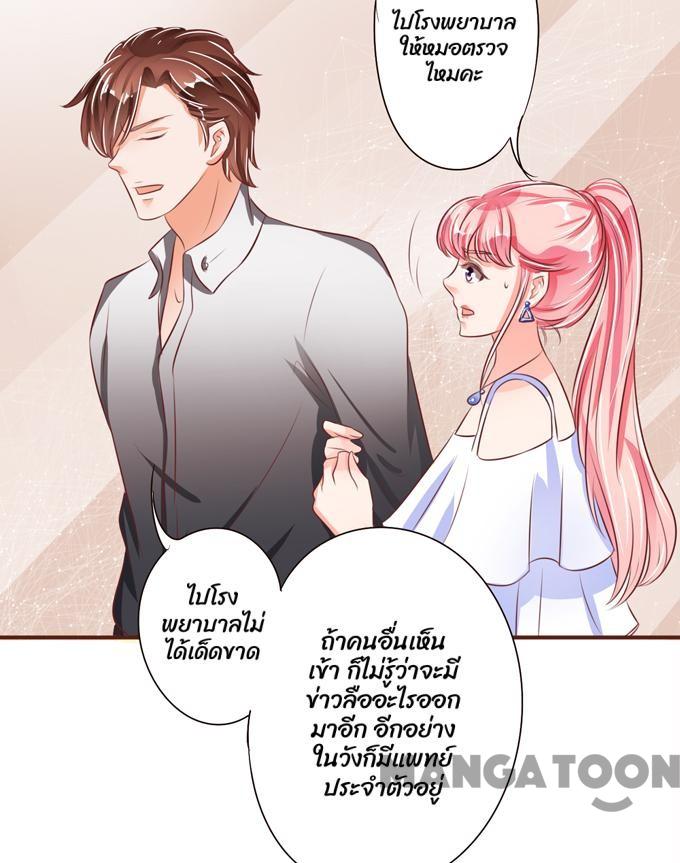 ไปโรงพยาบาล
ให้หมอตรวจ
ไหมคะ
ไปโรง
พยาบาลไม่
ได้เด็ดขาด
ถ้าคนอื่นเห็น
เข้า ก็ไม่รู้ว่าจะมี
ข่าวลืออะไรออก
มาอีก อีกอย่าง
ในวังก็มีแพทย์
ประจำตัวอยู่
MANGATOON